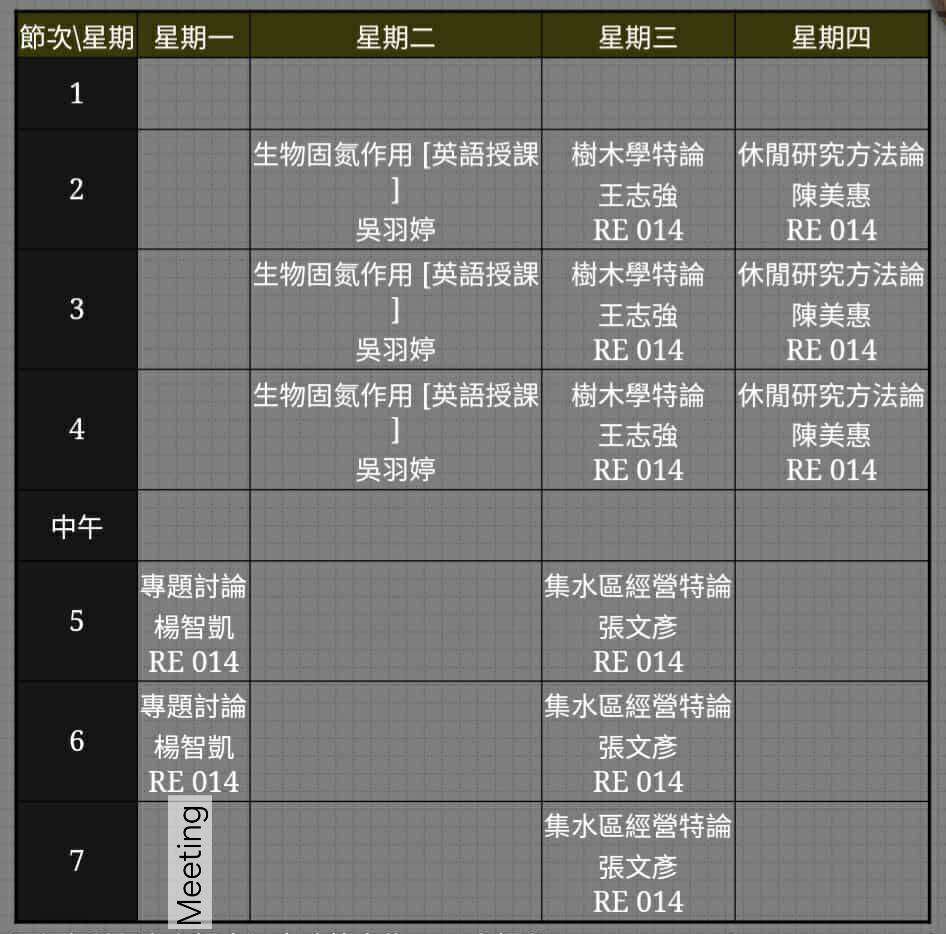 節次\星期 星期一 星期二 星期三 星期四
1
2
生物固氮作用 [英語授課
]
吳羽婷
樹木學特論
王志強
RE 014
休閒研究方法論
陳美惠
RE 014
3
生物固氮作用 [英語授課
]
吳羽婷
樹木學特論
王志強
RE 014
休閒研究方法論
陳美惠
RE 014
4
生物固氮作用 [英語授課
]
吳羽婷
樹木學特論
王志強
RE 014
休閒研究方法論
陳美惠
RE 014
中午
5
專題討論
楊智凱
RE 014
集水區經營特論
張文彥
RE 014
6
專題討論
楊智凱
RE 014
集水區經營特論
張文彥
RE 014
7
Meeting
集水區經營特論
張文彥
RE 014